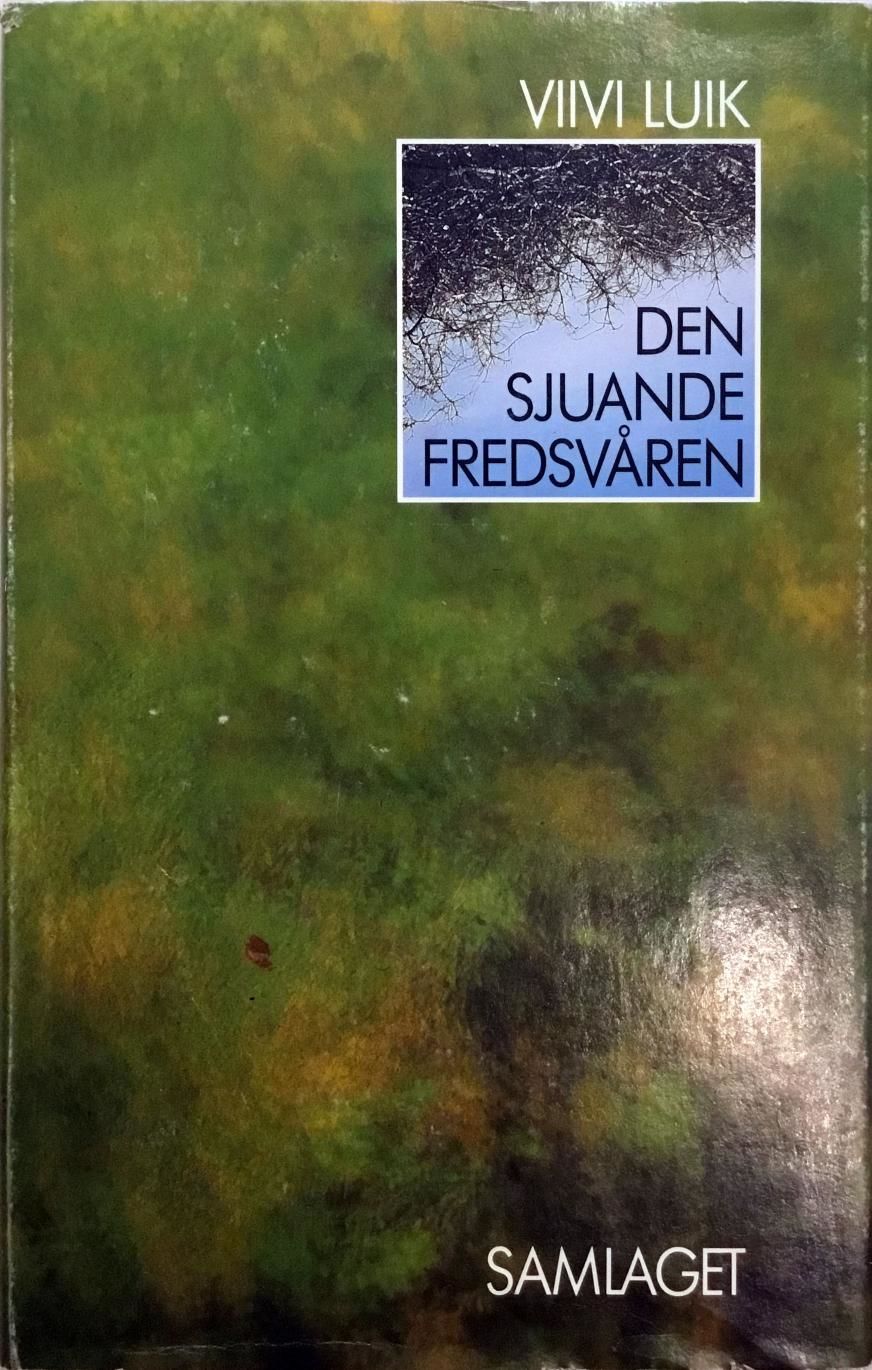 VIIVI LUIK
DEN
SJUANDE
FREDSVÅREN
SAMLAGET